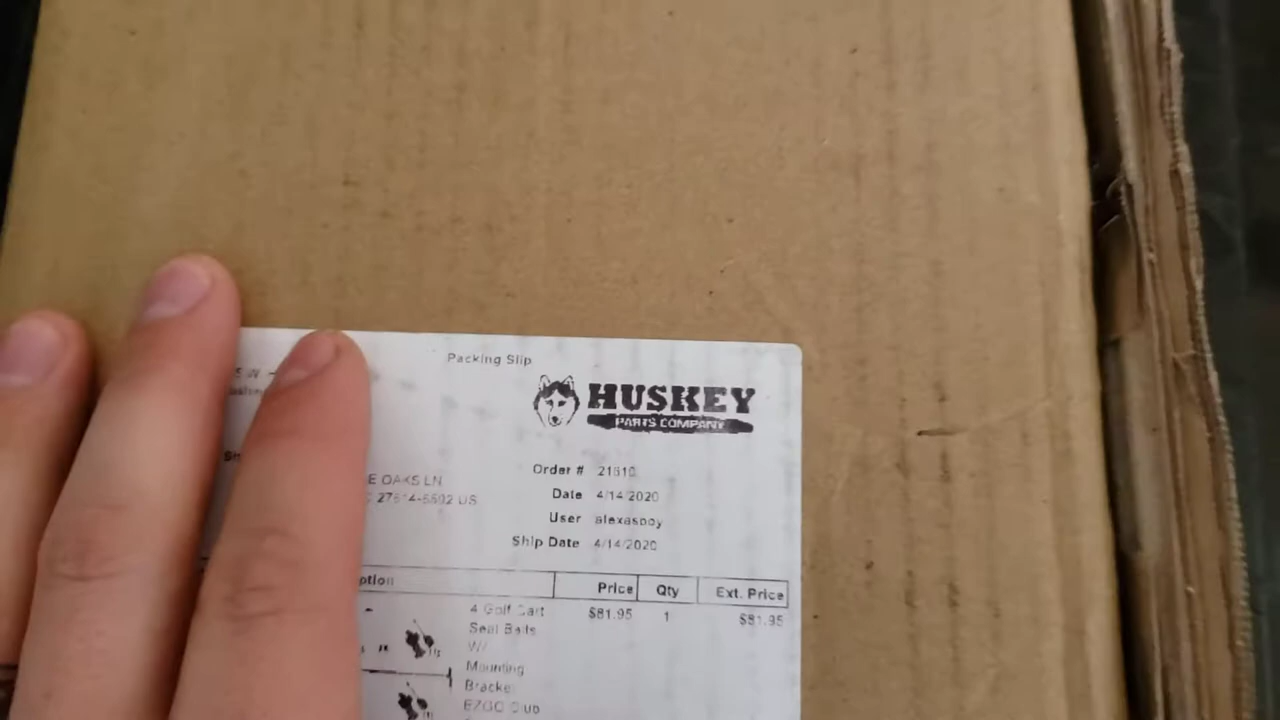 Packing Slip
HUSKEY
PARTS COMPANY
Order # 21610
E OAKS LN
US
Date 4/14/2020
User alexasboy
Ship Date 4/14/2020
ption Price Qty Ext. Price
4 Golf Cart $81.95 1 $81.95
Seat Belts
W/
Mounting
Bracket
EZGO Club